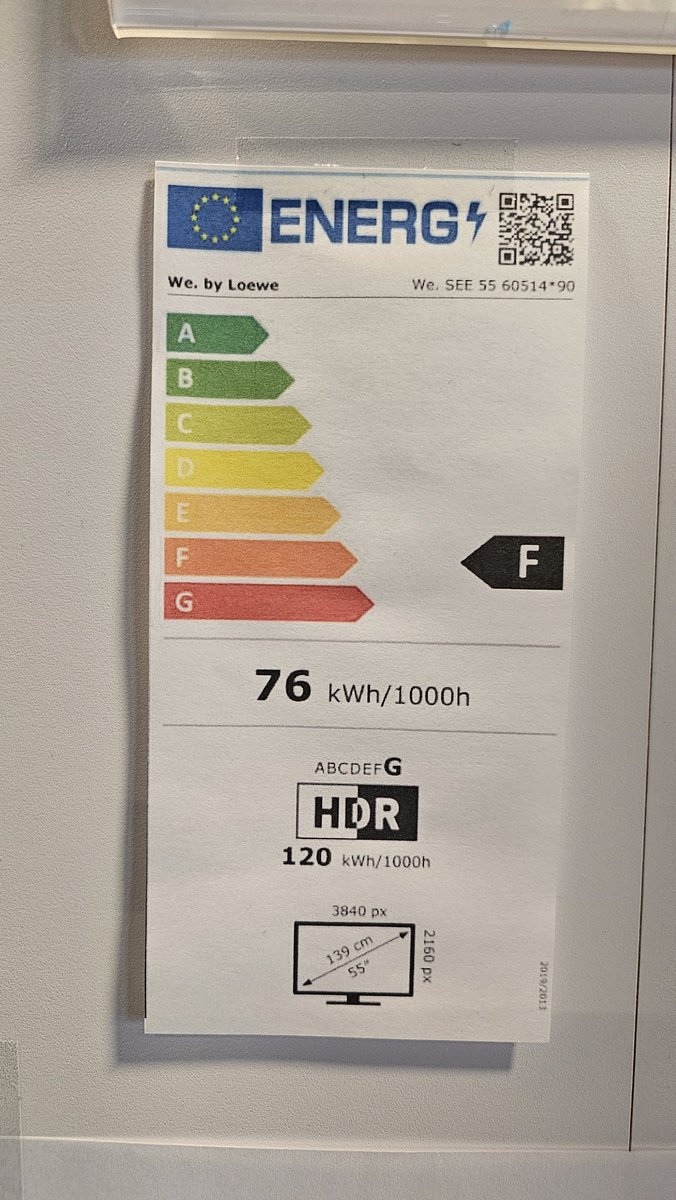 ENERG
We. by Loewe
We. SEE 55 60514*90
A
B
C
D
E
F
G
F
76 kWh/1000h
ABCDEFG
HDR
120 kWh/1000h
3840 px
139 cm
55"
2160 px
2019/2013